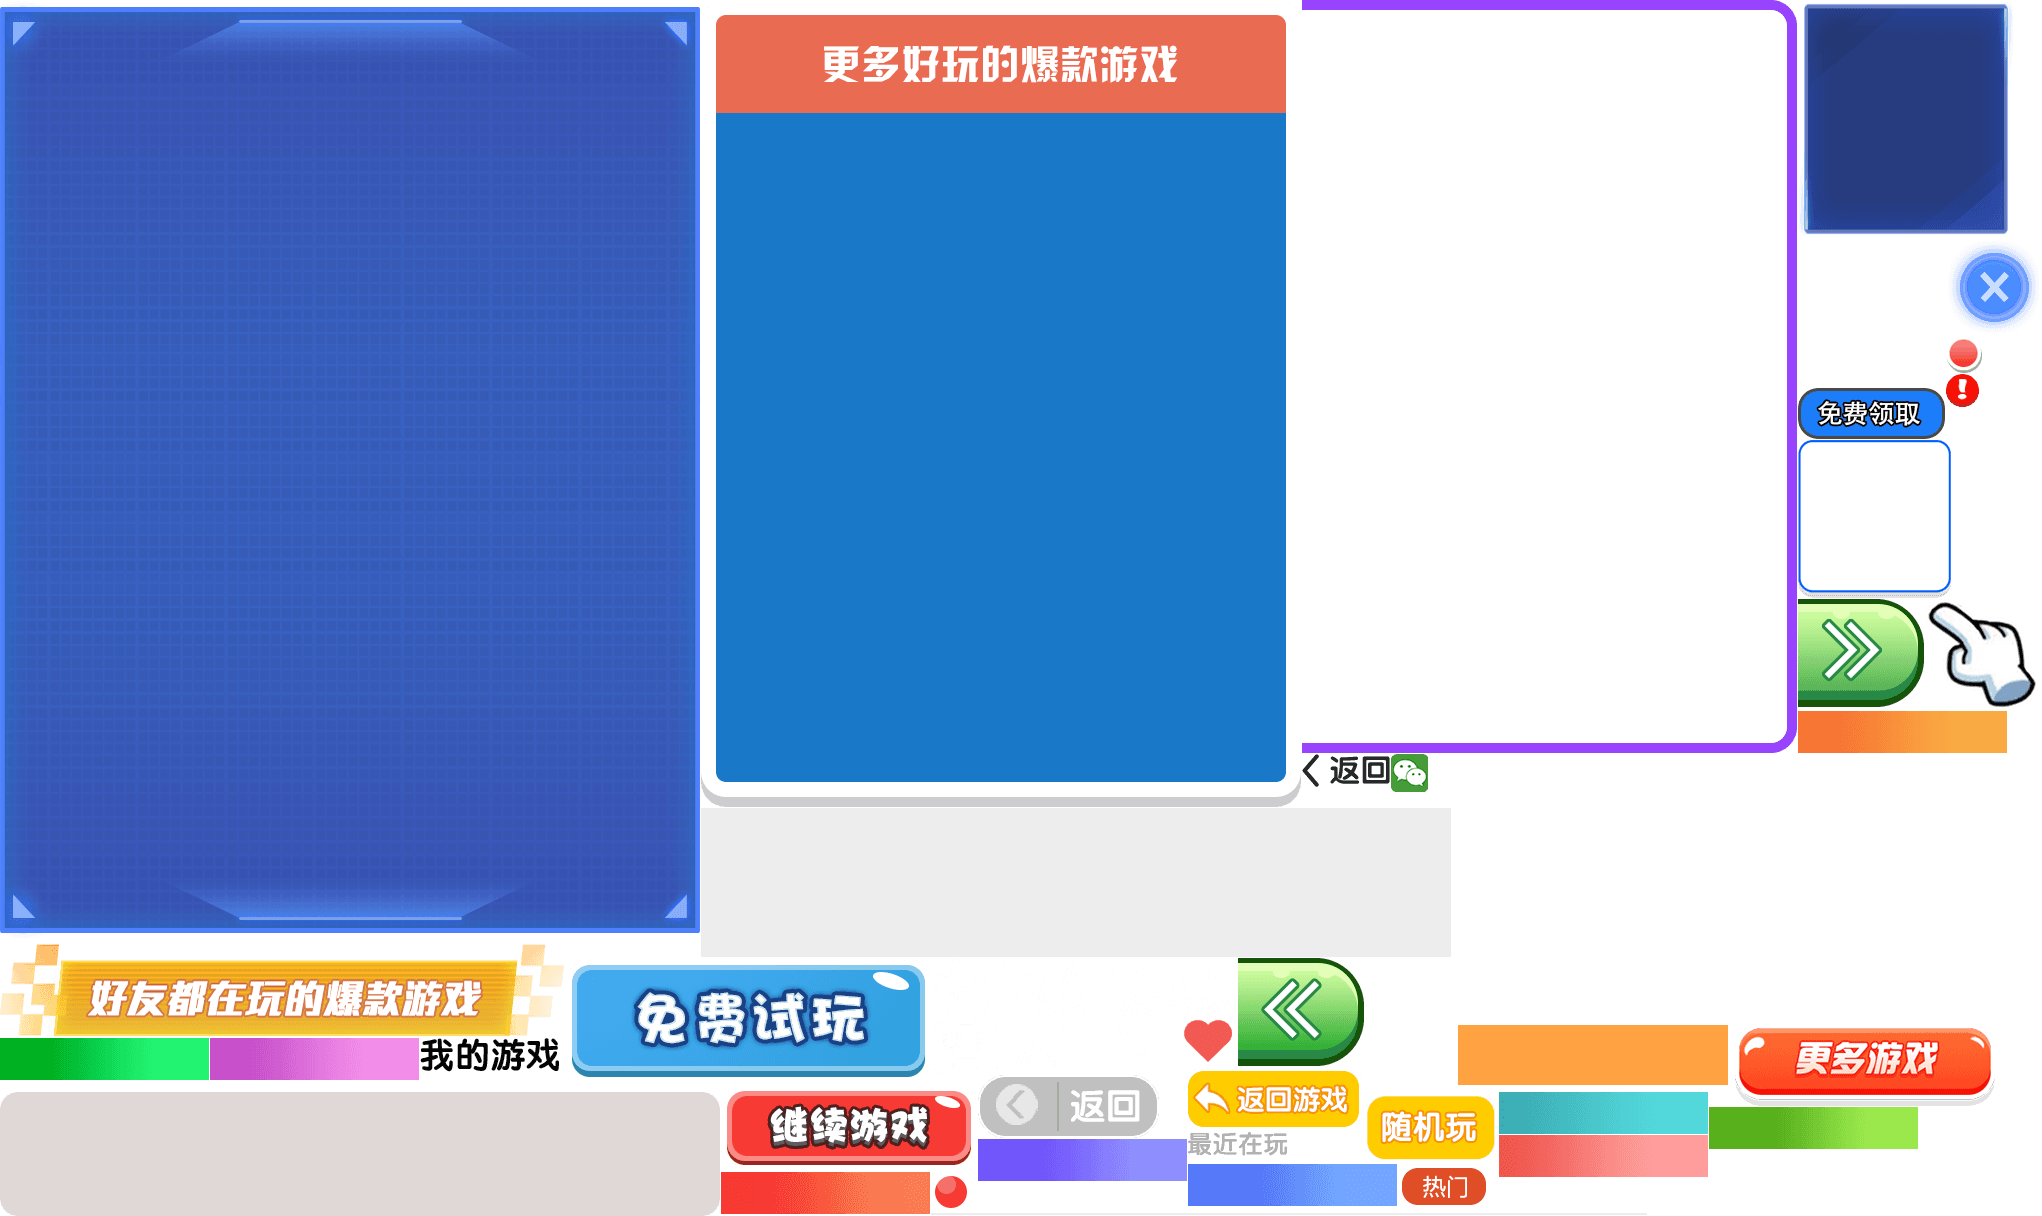 更多好玩的爆款游戏
免费领取
返回
好友都在玩的爆款游戏
免费试玩
我的游戏
更多游戏
继续游戏
返回
返回游戏
随机玩
最近在玩
热门